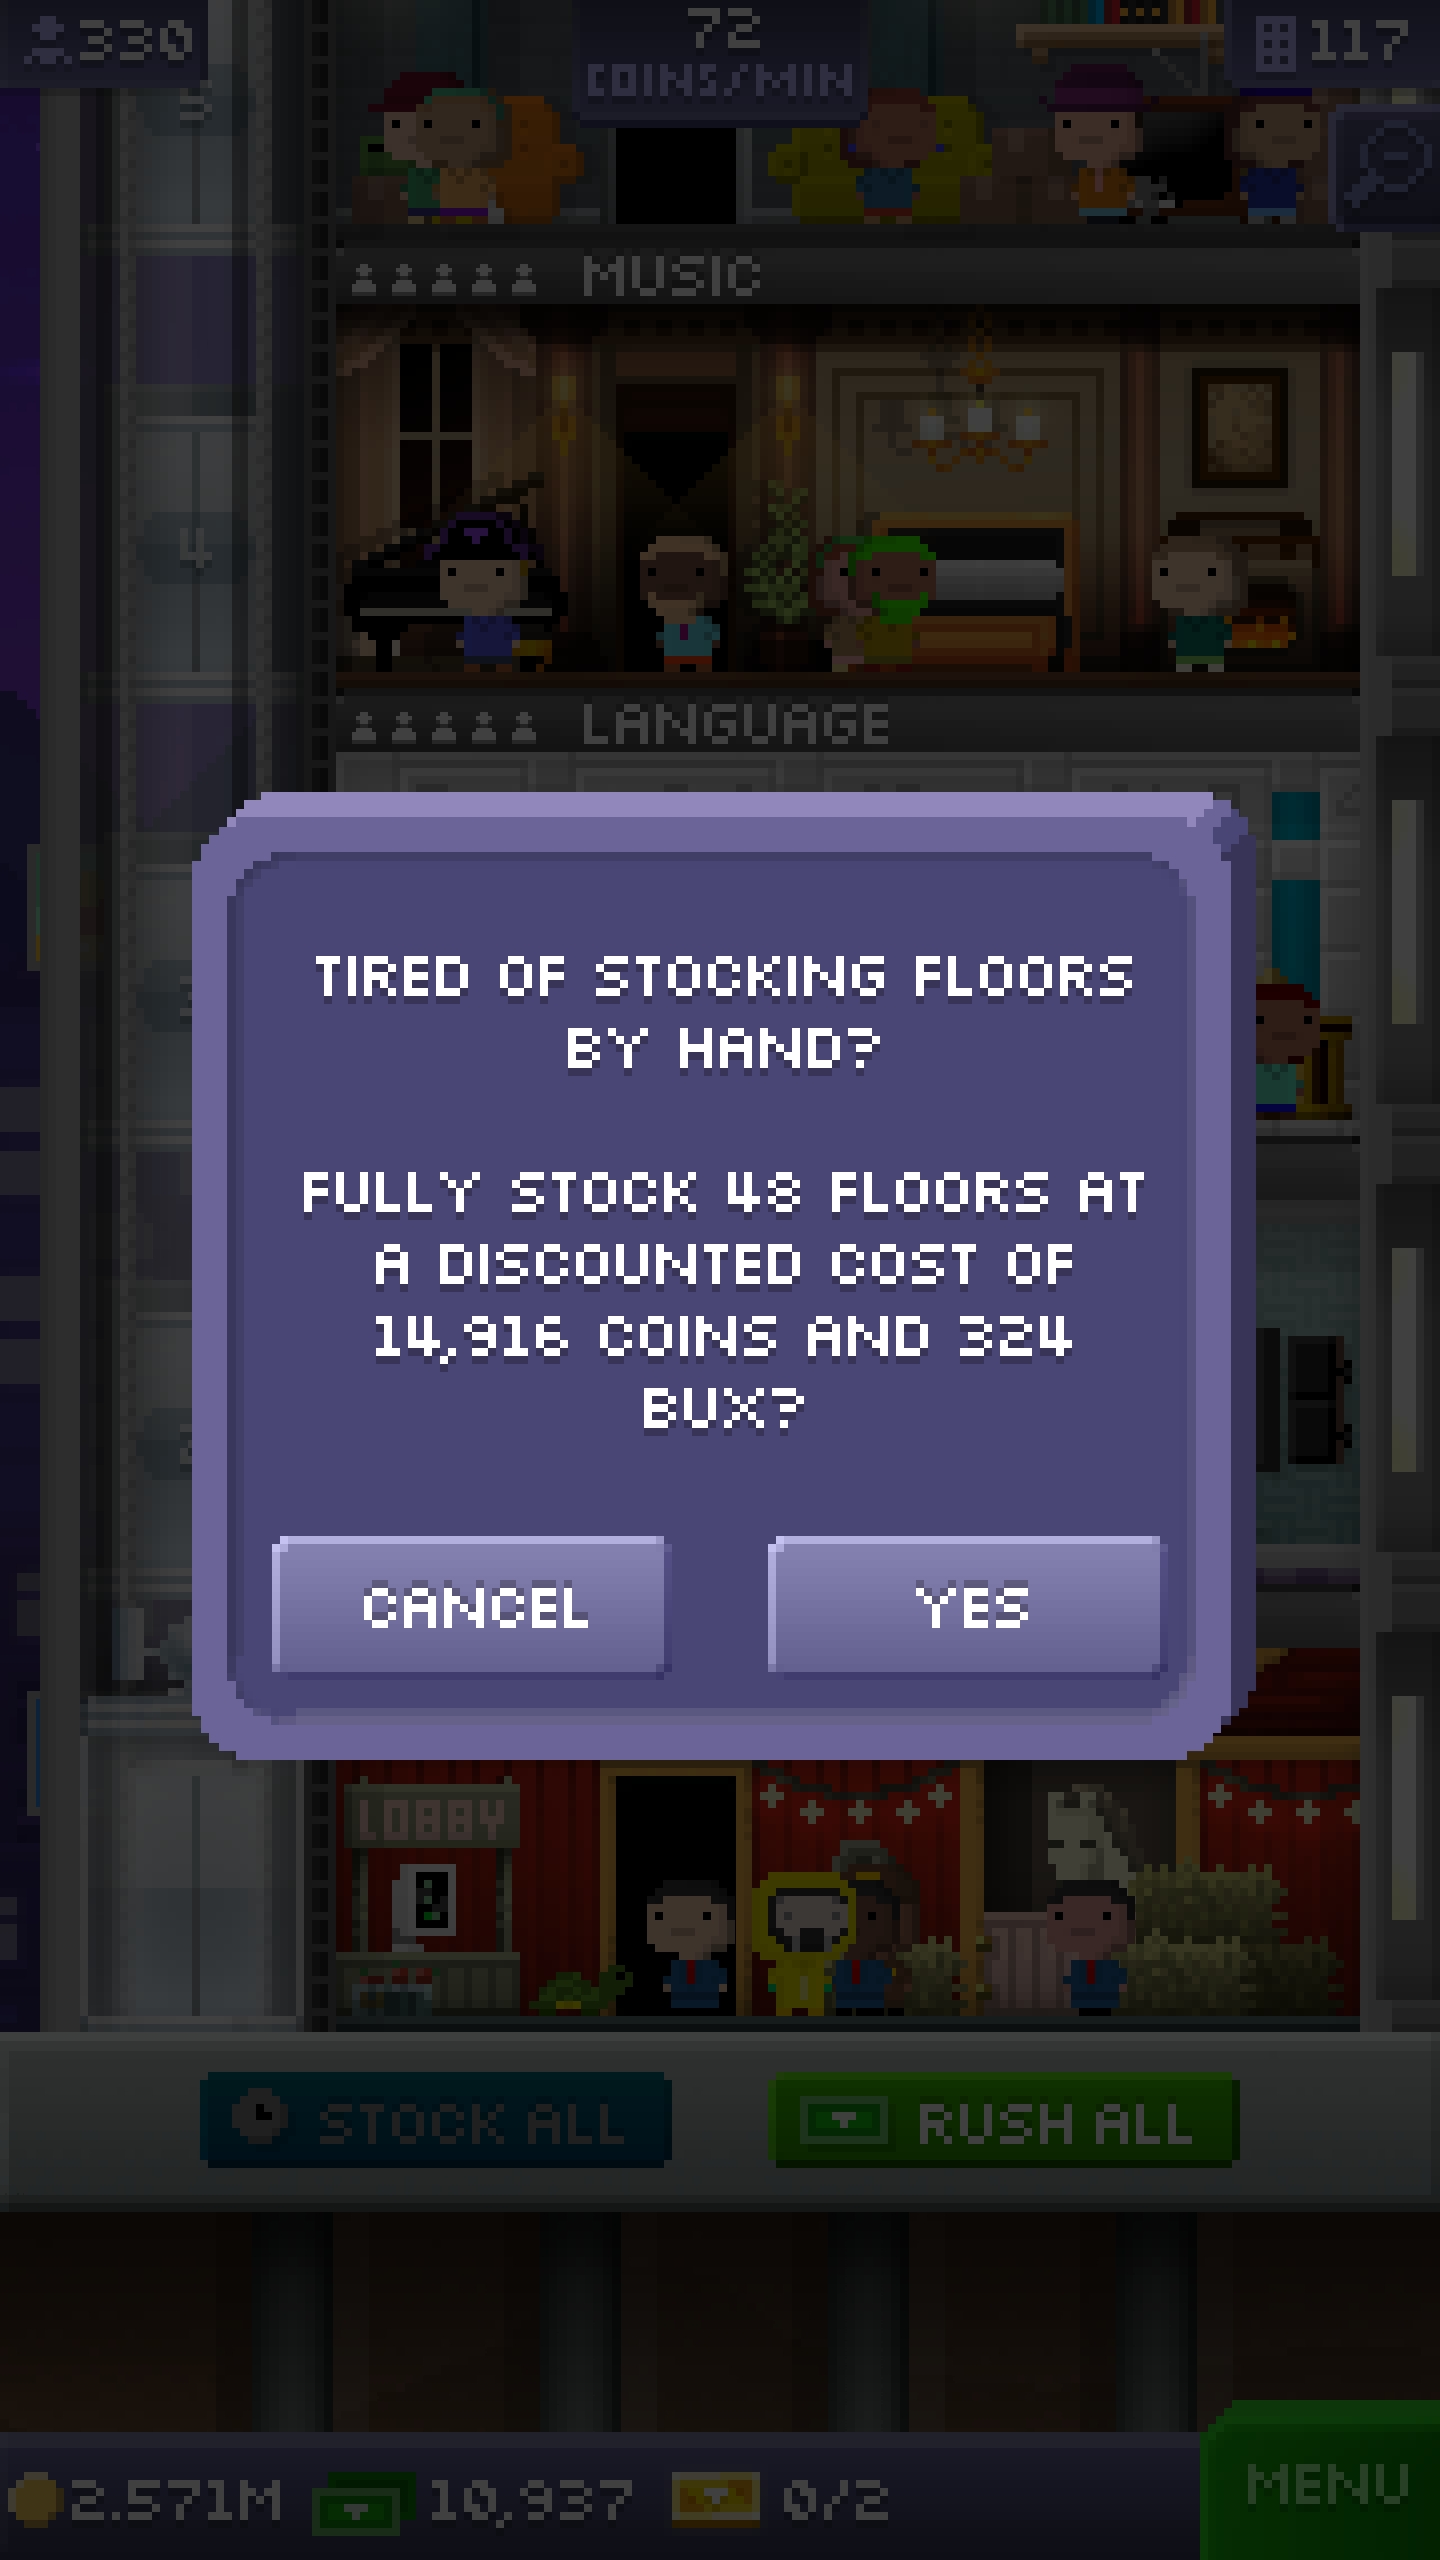 330
72
COINS/MIN
117
5
MUSIC
4
LANGUAGE
TIRED OF STOCKING FLOORS
BY HAND?
FULLY STOCK 48 FLOORS AT
A DISCOUNTED COST OF
14,916 COINS AND 324
BUX?
CANCEL
YES
LOBBY
STOCK ALL
RUSH ALL
2.571M
10,937
0/2
MENU